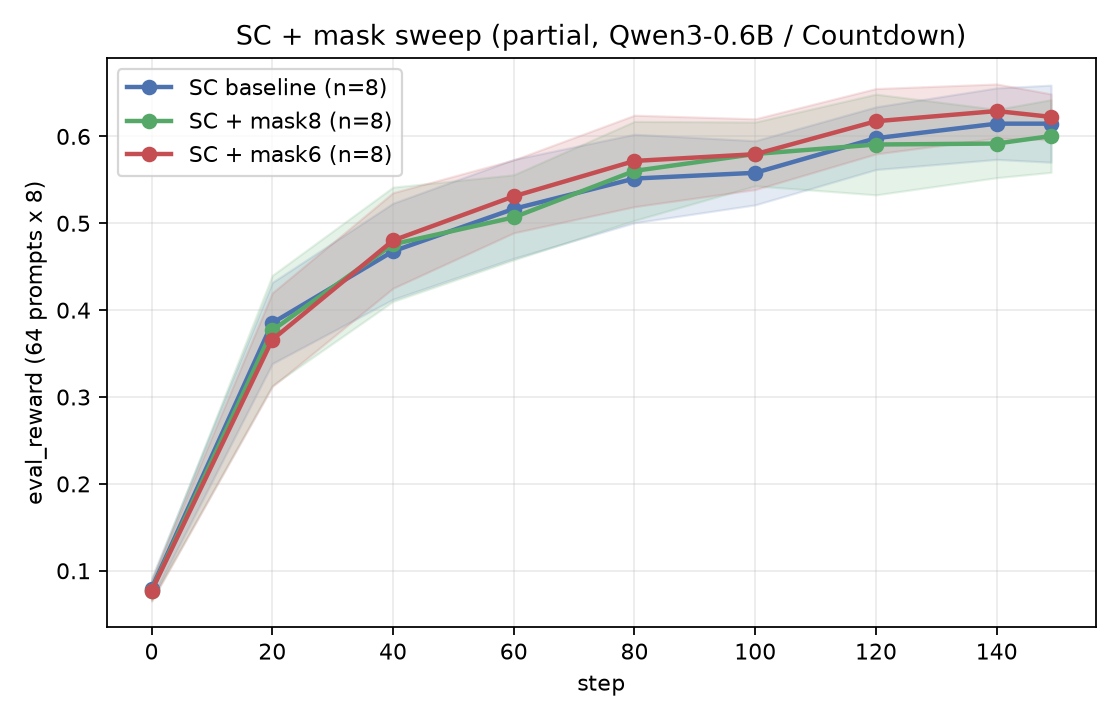 SC + mask sweep (partial, Qwen3-0.6B / Countdown)
SC baseline (n=8)
SC + mask8 (n=8)
SC + mask6 (n=8)
eval_reward (64 prompts x 8)
0.6
0.5
0.4
0.3
0.2
0.1
0 20 40 60 80 100 120 140
step